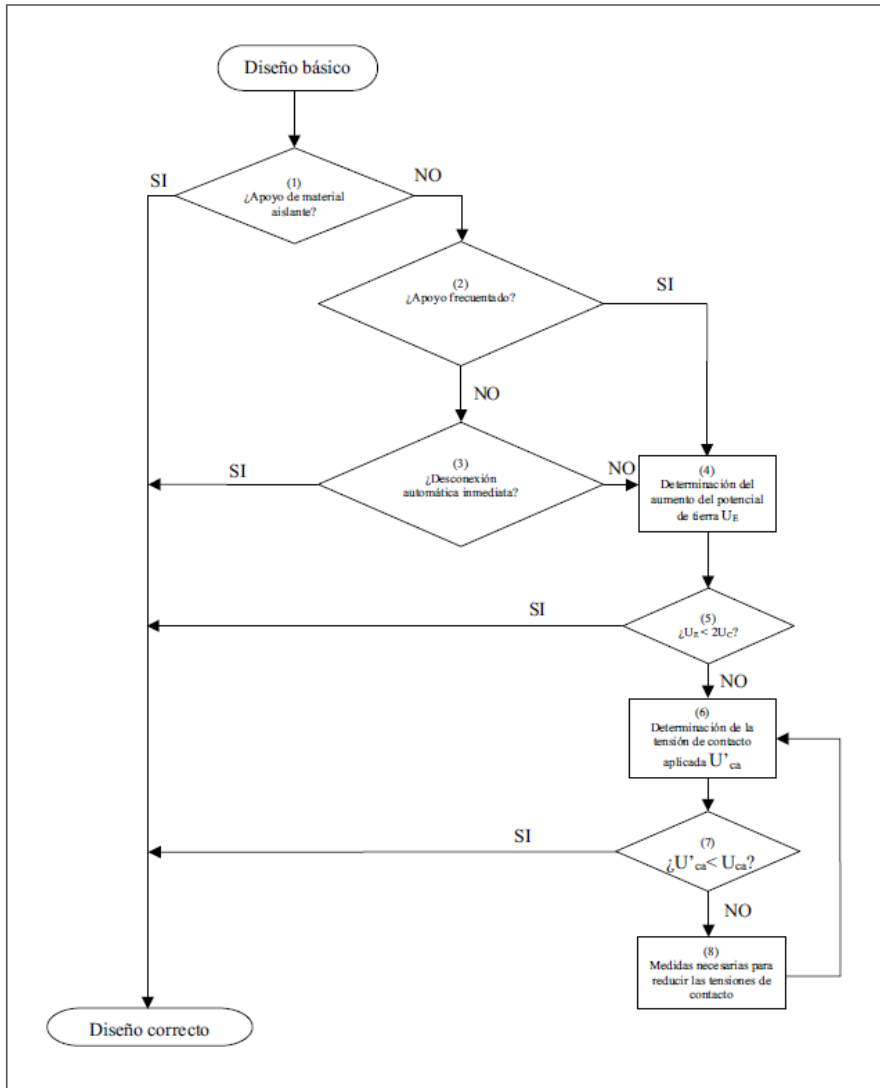 Diseño básico
SI
(1)
¿Apoyo de material
aislante?
NO
(2)
¿Apoyo frecuentado?
SI
NO
SI
(3)
¿Desconexión
automática inmediata?
NO
(4)
Determinación del
aumento del potencial
de tierra UE
SI
(5)
¿UE < 2UC?
NO
(6)
Determinación de la
tensión de contacto
aplicada U’ca
SI
(7)
¿U’ca< Uca?
NO
(8)
Medidas necesarias para
reducir las tensiones de
contacto
Diseño correcto